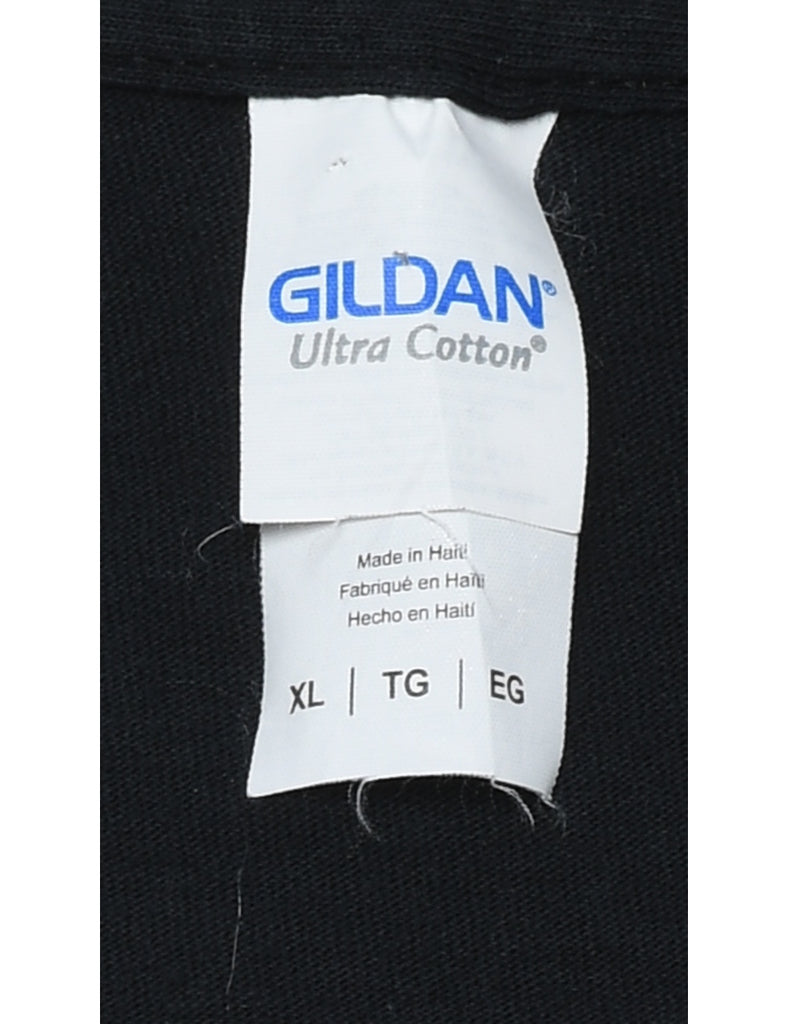 GILDAN®
Ultra Cotton®
Made in Haiti
Fabriqué en Haïti
Hecho en Haití
XL | TG | EG